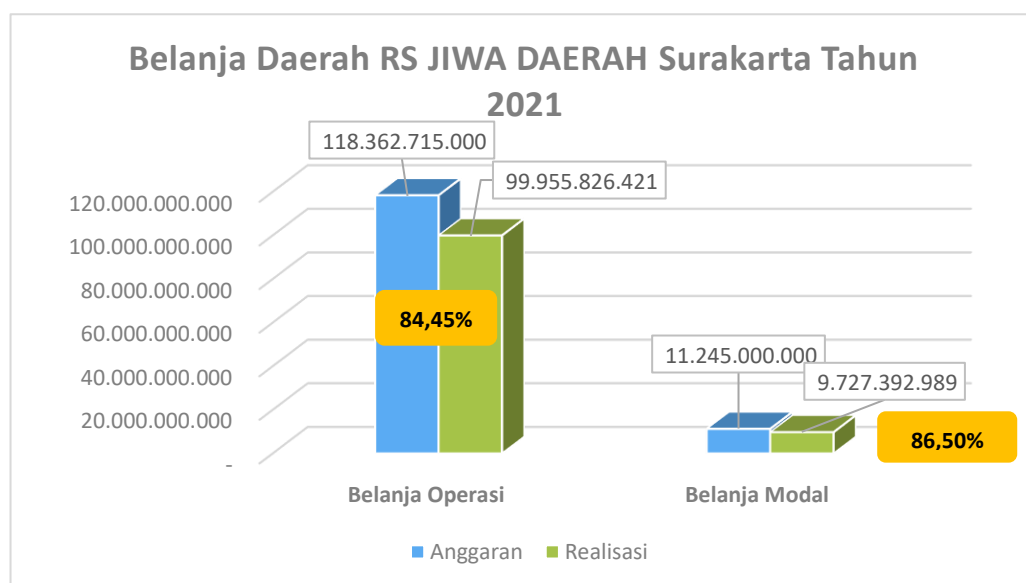 Belanja Daerah RS JIWA DAERAH Surakarta Tahun
2021
118.362.715.000
99.955.826.421
120.000.000.000
100.000.000.000
80.000.000.000
60.000.000.000
40.000.000.000
20.000.000.000
-
84,45%
11.245.000.000
9.727.392.989
86,50%
Belanja Operasi
Belanja Modal
Anggaran
Realisasi